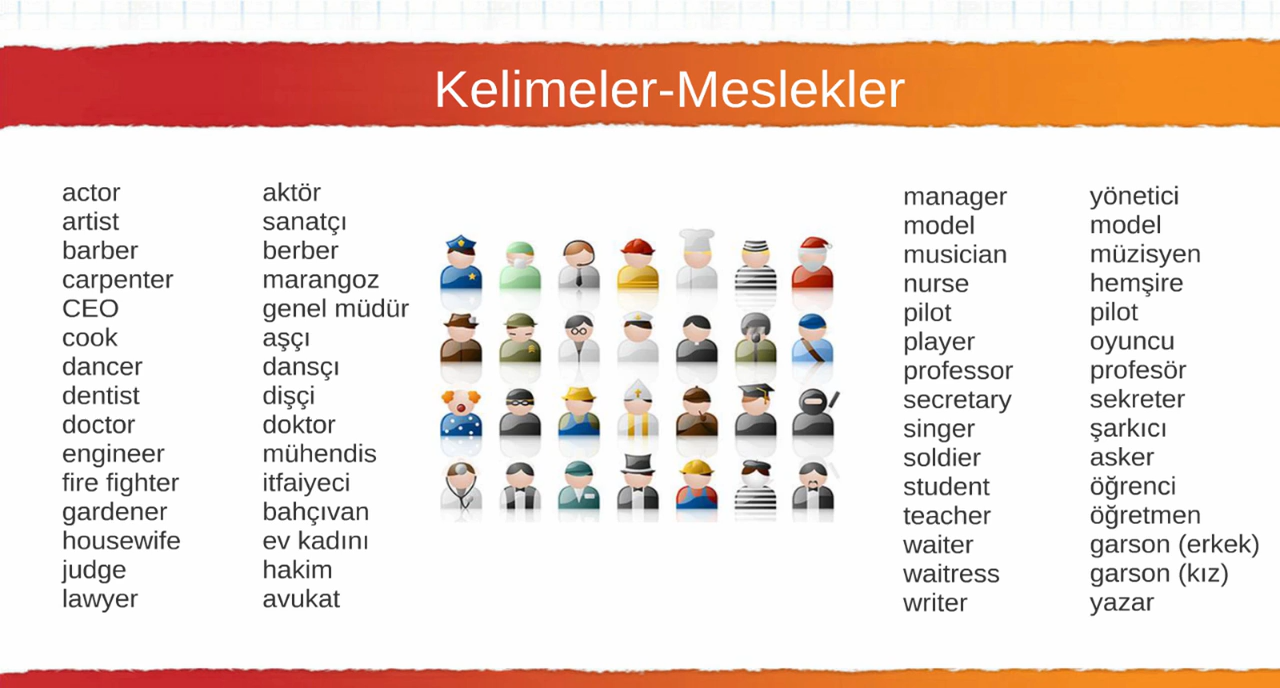 Kelimeler-Meslekler
actor aktör
artist sanatçı
barber berber
carpenter marangoz
CEO genel müdür
cook aşçı
dancer dansçı
dentist dişçi
doctor doktor
engineer mühendis
fire fighter itfaiyeci
gardener bahçıvan
housewife ev kadını
judge hakim
lawyer avukat
manager yönetici
model model
musician müzisyen
nurse hemşire
pilot pilot
player oyuncu
professor profesör
secretary sekreter
singer şarkıcı
soldier asker
student öğrenci
teacher öğretmen
waiter garson (erkek)
waitress garson (kız)
writer yazar